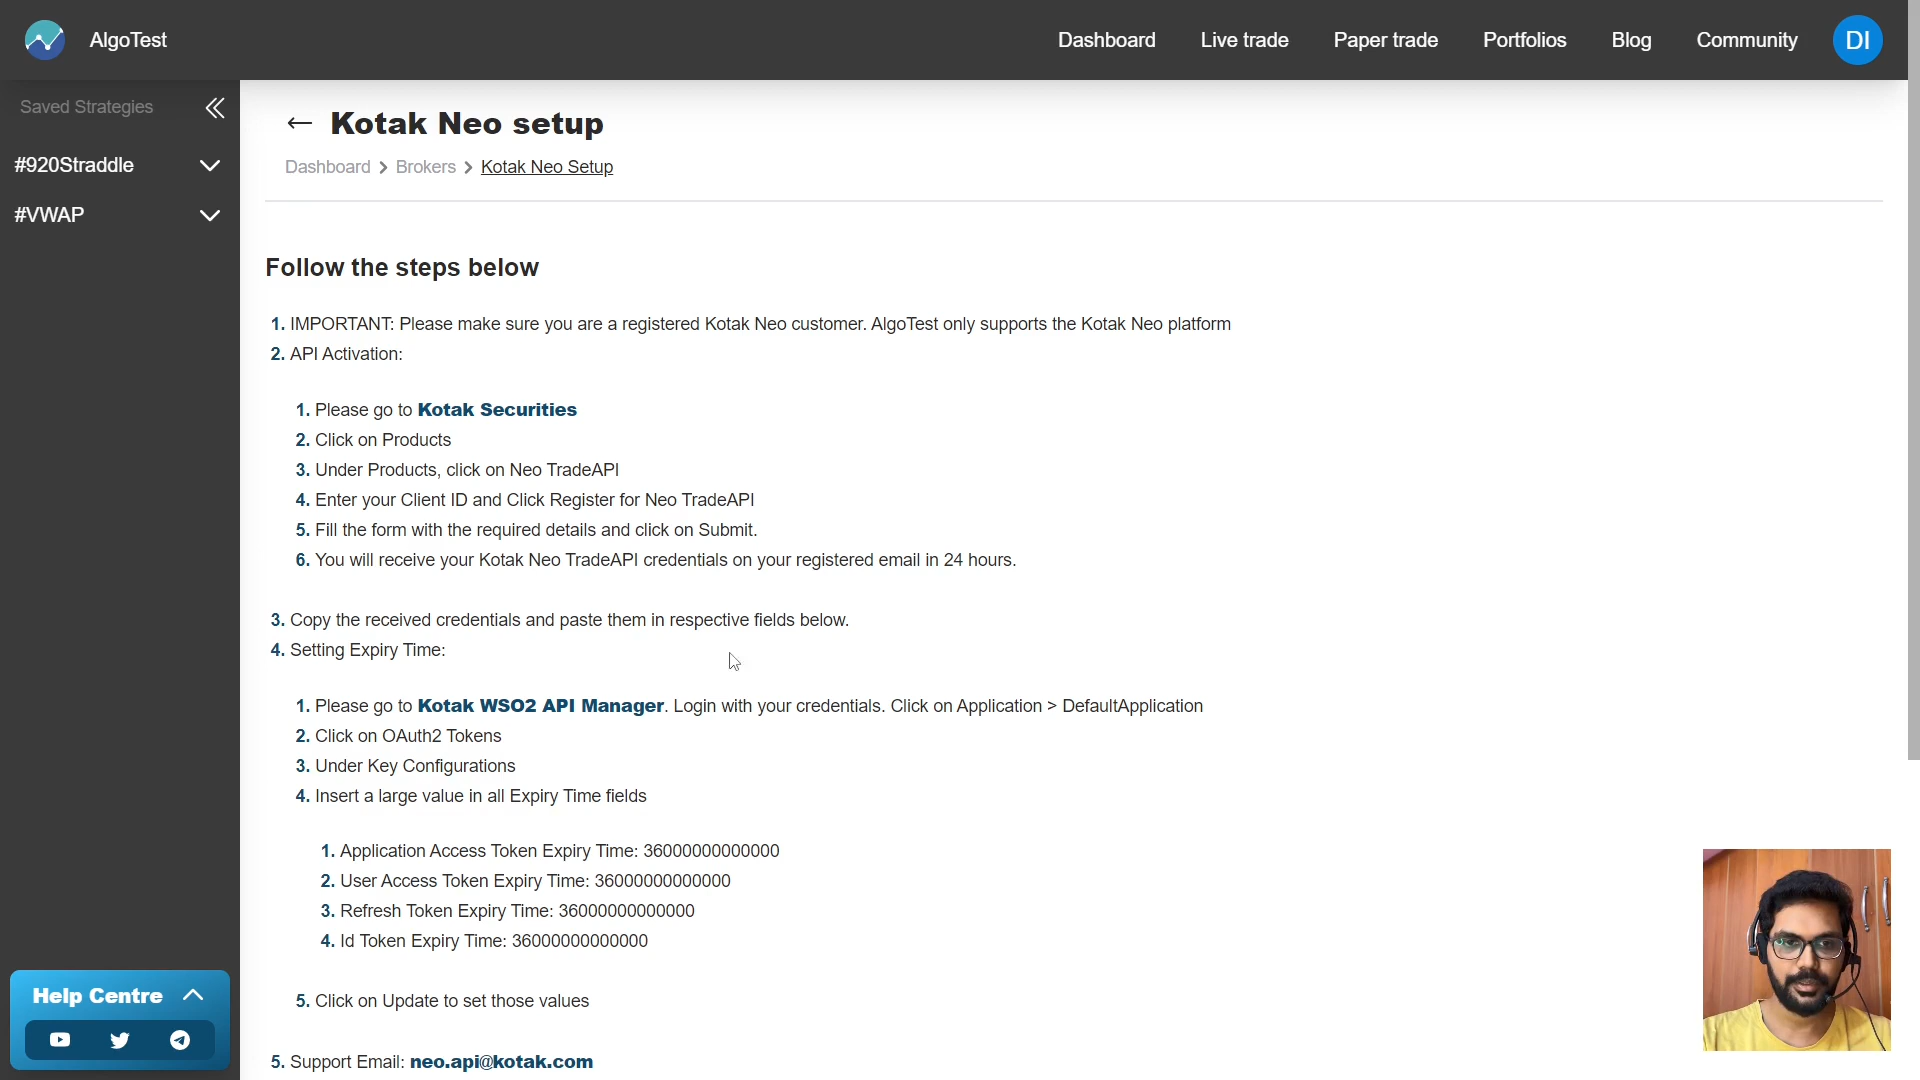 AlgoTest
Dashboard
Live trade
Paper trade
Portfolios
Blog
Community
DI
Saved Strategies
#920Straddle
#VWAP
Kotak Neo setup
Dashboard > Brokers > Kotak Neo Setup
Follow the steps below
1. IMPORTANT: Please make sure you are a registered Kotak Neo customer. AlgoTest only supports the Kotak Neo platform
2. API Activation:
1. Please go to Kotak Securities
2. Click on Products
3. Under Products, click on Neo TradeAPI
4. Enter your Client ID and Click Register for Neo TradeAPI
5. Fill the form with the required details and click on Submit.
6. You will receive your Kotak Neo TradeAPI credentials on your registered email in 24 hours.
3. Copy the received credentials and paste them in respective fields below.
4. Setting Expiry Time:
1. Please go to Kotak WSO2 API Manager. Login with your credentials. Click on Application > DefaultApplication
2. Click on OAuth2 Tokens
3. Under Key Configurations
4. Insert a large value in all Expiry Time fields
1. Application Access Token Expiry Time: 36000000000000
2. User Access Token Expiry Time: 36000000000000
3. Refresh Token Expiry Time: 36000000000000
4. Id Token Expiry Time: 36000000000000
5. Click on Update to set those values
5. Support Email: neo.api@kotak.com
Help Centre